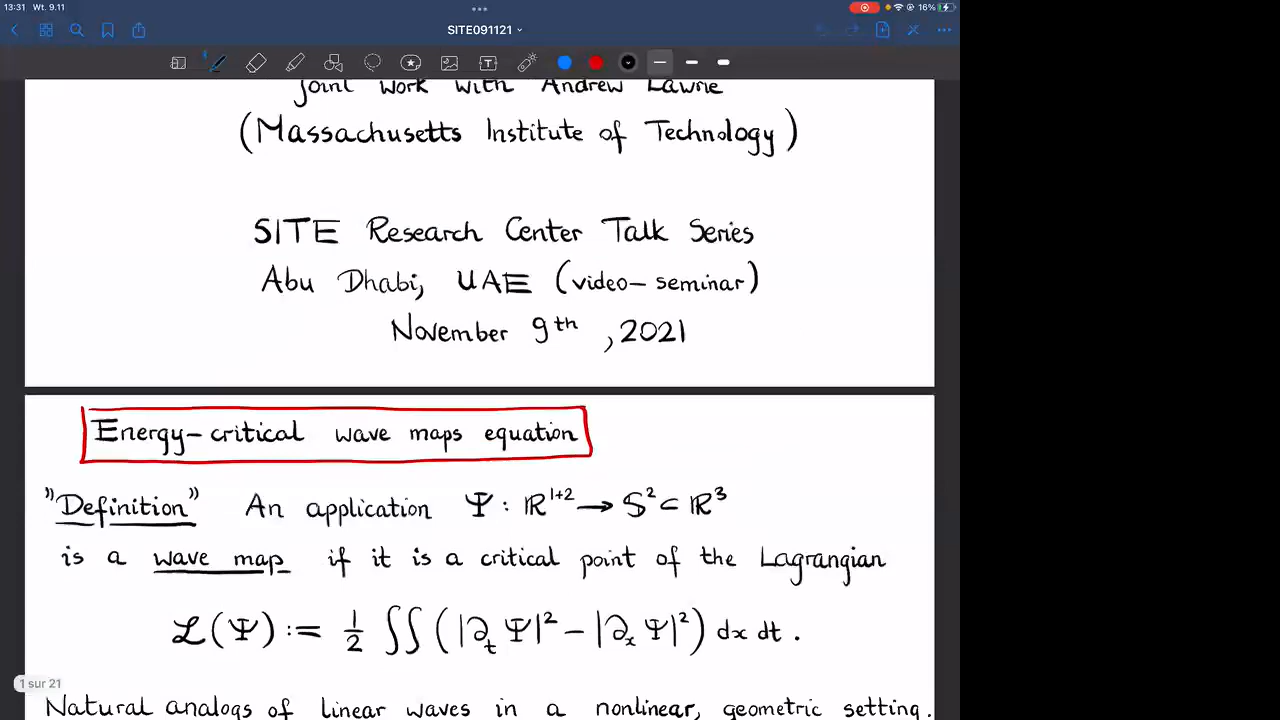 13:31 Wt. 9.11
16%
SITE091121
Joint work with Andrew Lawrie
(Massachusetts Institute of Technology)
SITE Research Center Talk Series
Abu Dhabi, UAE (video-seminar)
November 9th, 2021
Energy-critical wave maps equation
"Definition" An application Ψ : ℝ¹⁺² → 𝕊² ⊂ ℝ³
is a wave map if it is a critical point of the Lagrangian
ℒ(Ψ) := 1/2 ∬ (|∂ₜ Ψ|² − |∂ₓ Ψ|²) dx dt .
1 sur 21
Natural analogs of linear waves in a nonlinear, geometric setting.